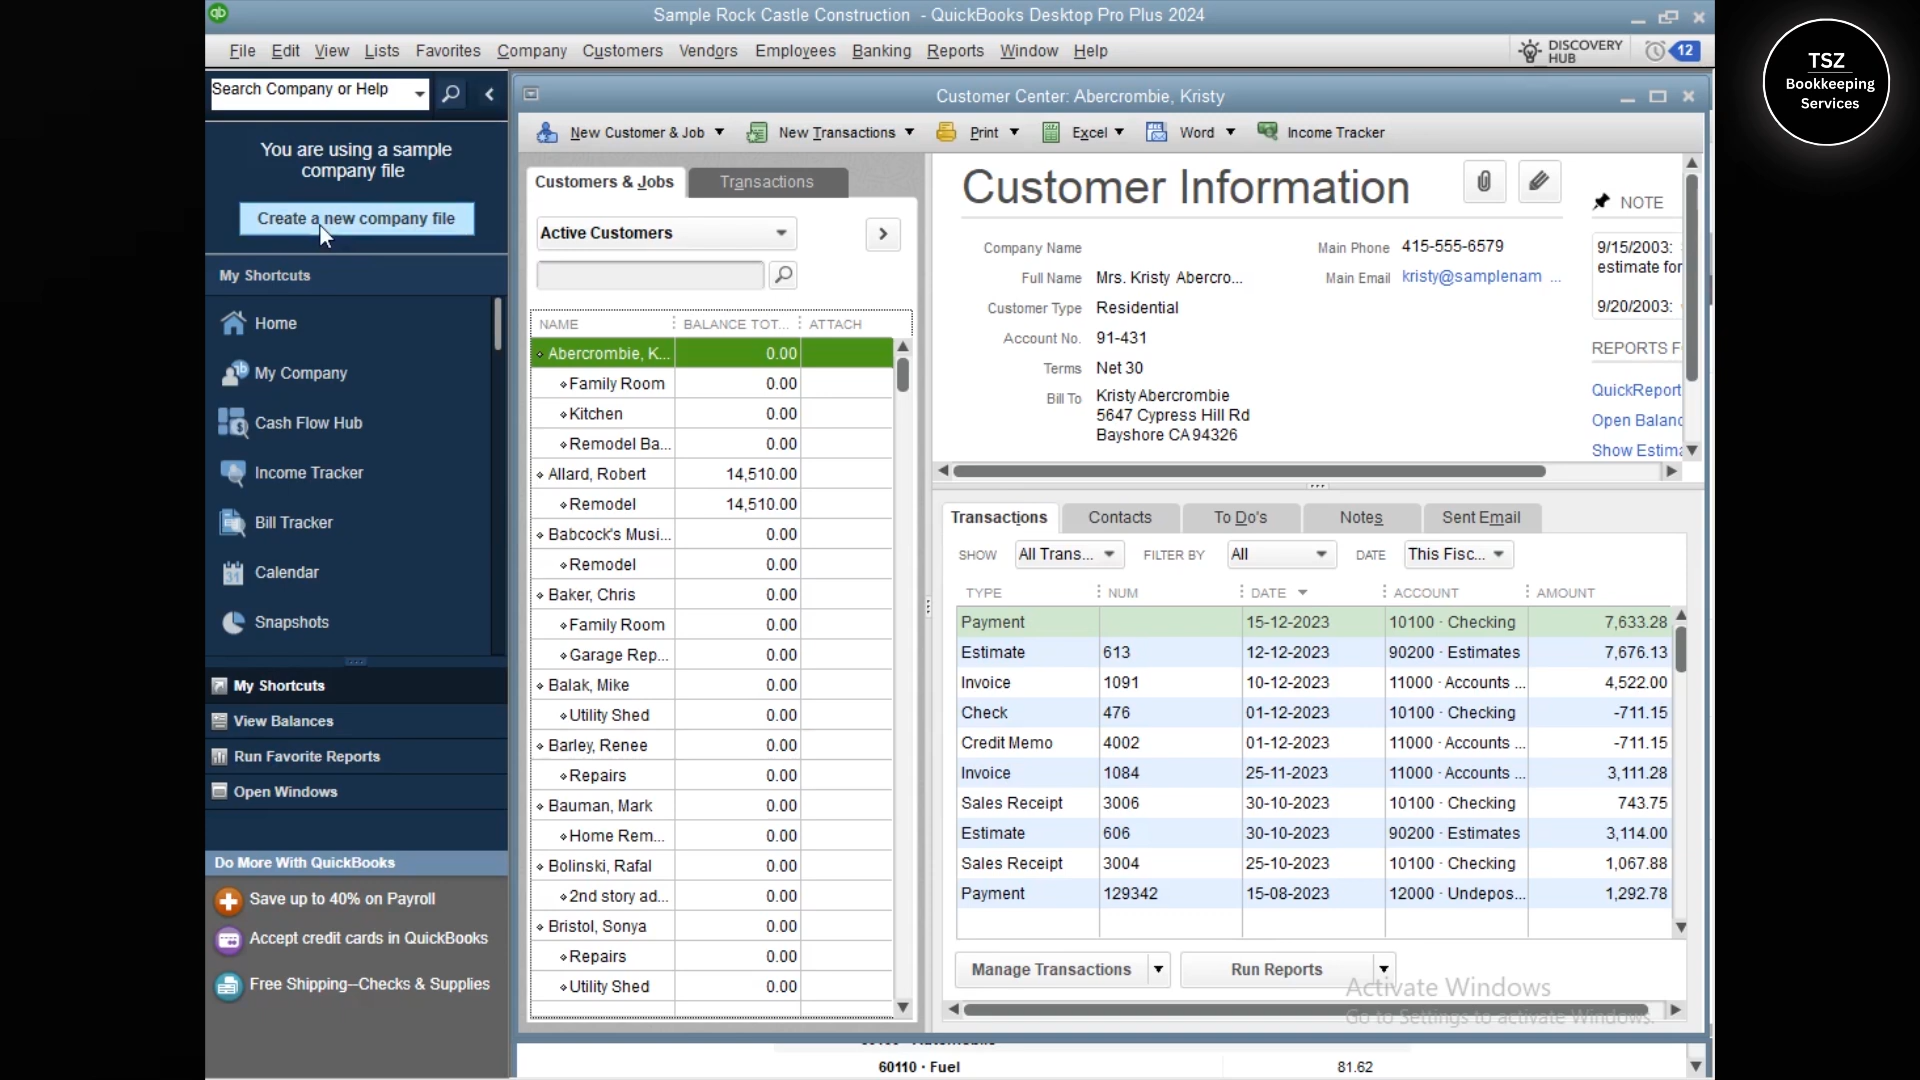 Sample Rock Castle Construction - QuickBooks Desktop Pro Plus 2024
qb
File Edit View Lists Favorites Company Customers Vendors Employees Banking Reports Window Help
DISCOVERY HUB
12
TSZ
Bookkeeping
Services
Search Company or Help
You are using a sample
company file
Create a new company file
My Shortcuts
Home
My Company
Cash Flow Hub
Income Tracker
Bill Tracker
31
Calendar
Snapshots
My Shortcuts
View Balances
Run Favorite Reports
Open Windows
Do More With QuickBooks
Save up to 40% on Payroll
Accept credit cards in QuickBooks
Free Shipping--Checks & Supplies
Customer Center: Abercrombie, Kristy
New Customer & Job New Transactions Print Excel Word Income Tracker
Customers & Jobs Transactions
Active Customers
NAME BALANCE TOT... ATTACH
Abercrombie, K... 0.00
Family Room 0.00
Kitchen 0.00
Remodel Ba... 0.00
Allard, Robert 14,510.00
Remodel 14,510.00
Babcock's Musi... 0.00
Remodel 0.00
Baker, Chris 0.00
Family Room 0.00
Garage Rep... 0.00
Balak, Mike 0.00
Utility Shed 0.00
Barley, Renee 0.00
Repairs 0.00
Bauman, Mark 0.00
Home Rem... 0.00
Bolinski, Rafal 0.00
2nd story ad... 0.00
Bristol, Sonya 0.00
Repairs 0.00
Utility Shed 0.00
Customer Information
Company Name
Full Name Mrs. Kristy Abercro...
Customer Type Residential
Account No. 91-431
Terms Net 30
Bill To Kristy Abercrombie
5647 Cypress Hill Rd
Bayshore CA 94326
Main Phone 415-555-6579
Main Email kristy@samplenam ...
NOTE
9/15/2003:
estimate for
9/20/2003:
REPORTS F
QuickReport
Open Balanc
Show Estima
Transactions Contacts To Do's Notes Sent Email
SHOW All Trans... FILTER BY All DATE This Fisc...
TYPE NUM DATE ACCOUNT AMOUNT
Payment 15-12-2023 10100 · Checking 7,633.28
Estimate 613 12-12-2023 90200 · Estimates 7,676.13
Invoice 1091 10-12-2023 11000 · Accounts ... 4,522.00
Check 476 01-12-2023 10100 · Checking -711.15
Credit Memo 4002 01-12-2023 11000 · Accounts ... -711.15
Invoice 1084 25-11-2023 11000 · Accounts ... 3,111.28
Sales Receipt 3006 30-10-2023 10100 · Checking 743.75
Estimate 606 30-10-2023 90200 · Estimates 3,114.00
Sales Receipt 3004 25-10-2023 10100 · Checking 1,067.88
Payment 129342 15-08-2023 12000 · Undepos... 1,292.78
Manage Transactions Run Reports
Activate Windows
Go to Settings to activate Windows.
60110 · Fuel 81.62